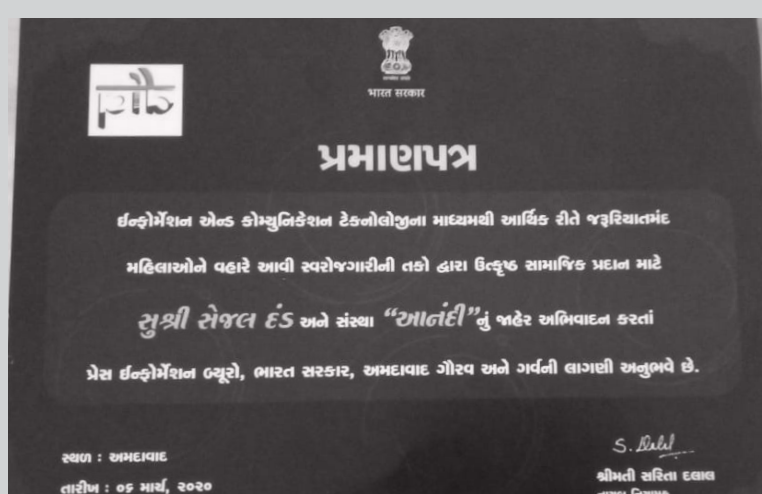 pib
भारत सरकार
પ્રમાણપત્ર
ઈન્ફોર્મેશન એન્ડ કોમ્યુનિકેશન ટેકનોલોજીના માધ્યમથી આર્થિક રીતે જરૂરિયાતમંદ
મહિલાઓને વહારે આવી સ્વરોજગારીની તકો દ્વારા ઉત્કૃષ્ઠ સામાજિક પ્રદાન માટે
સુશ્રી સેજલ દંડ અને સંસ્થા “આનંદી”નું જાહેર અભિવાદન કરતાં
પ્રેસ ઈન્ફોર્મેશન બ્યૂરો, ભારત સરકાર, અમદાવાદ ગૌરવ અને ગર્વની લાગણી અનુભવે છે.
S. Dalal
સ્થળ : અમદાવાદ
શ્રીમતી સરિતા દલાલ
તારીખ : ૦૬ માર્ચ, ૨૦૨૦